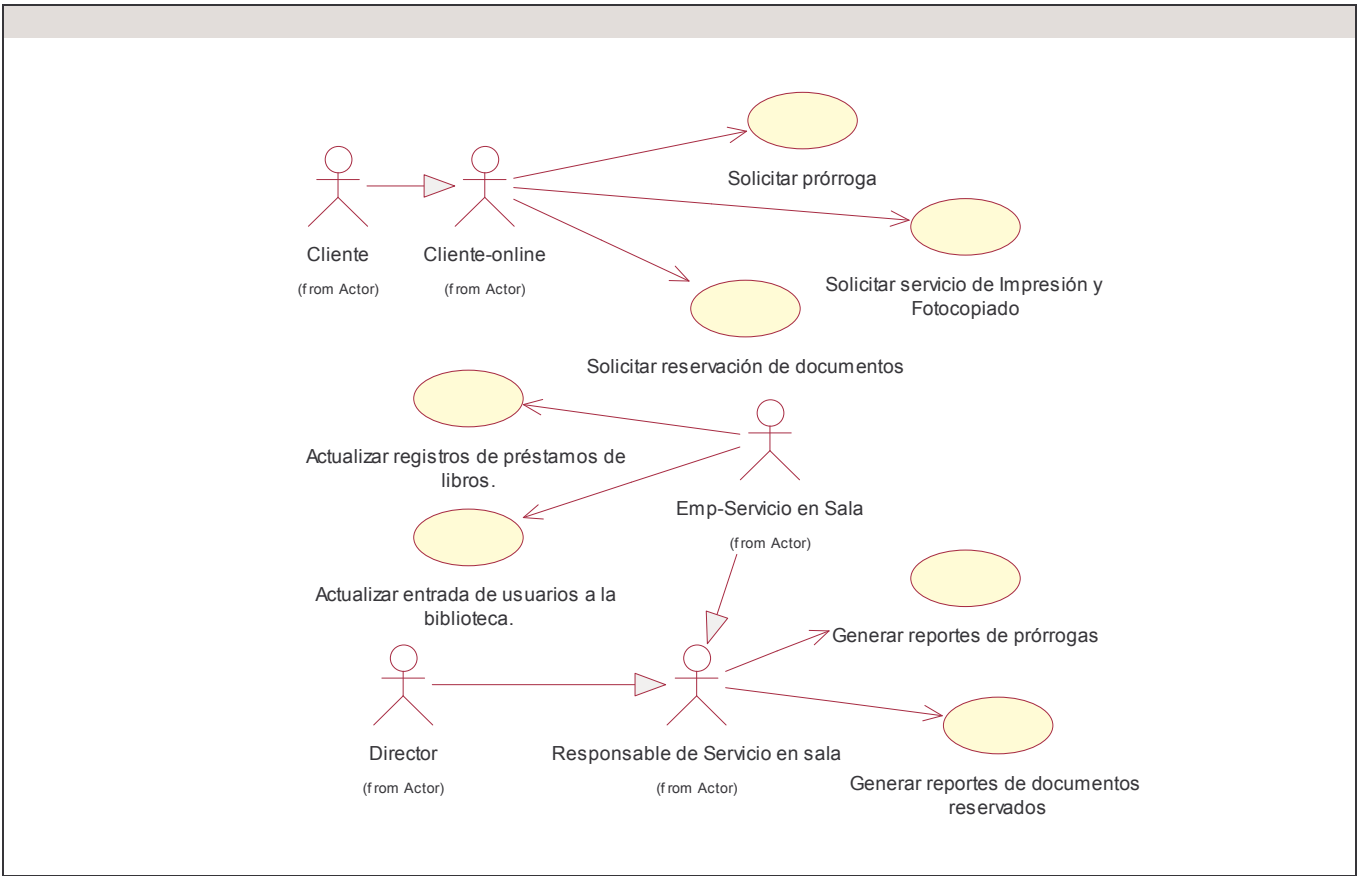 Solicitar prórroga
Cliente
(from Actor)
Cliente-online
(from Actor)
Solicitar servicio de Impresión y
Fotocopiado
Solicitar reservación de documentos
Actualizar registros de préstamos de
libros.
Emp-Servicio en Sala
(from Actor)
Actualizar entrada de usuarios a la
biblioteca.
Generar reportes de prórrogas
Director
(from Actor)
Responsable de Servicio en sala
(from Actor)
Generar reportes de documentos
reservados